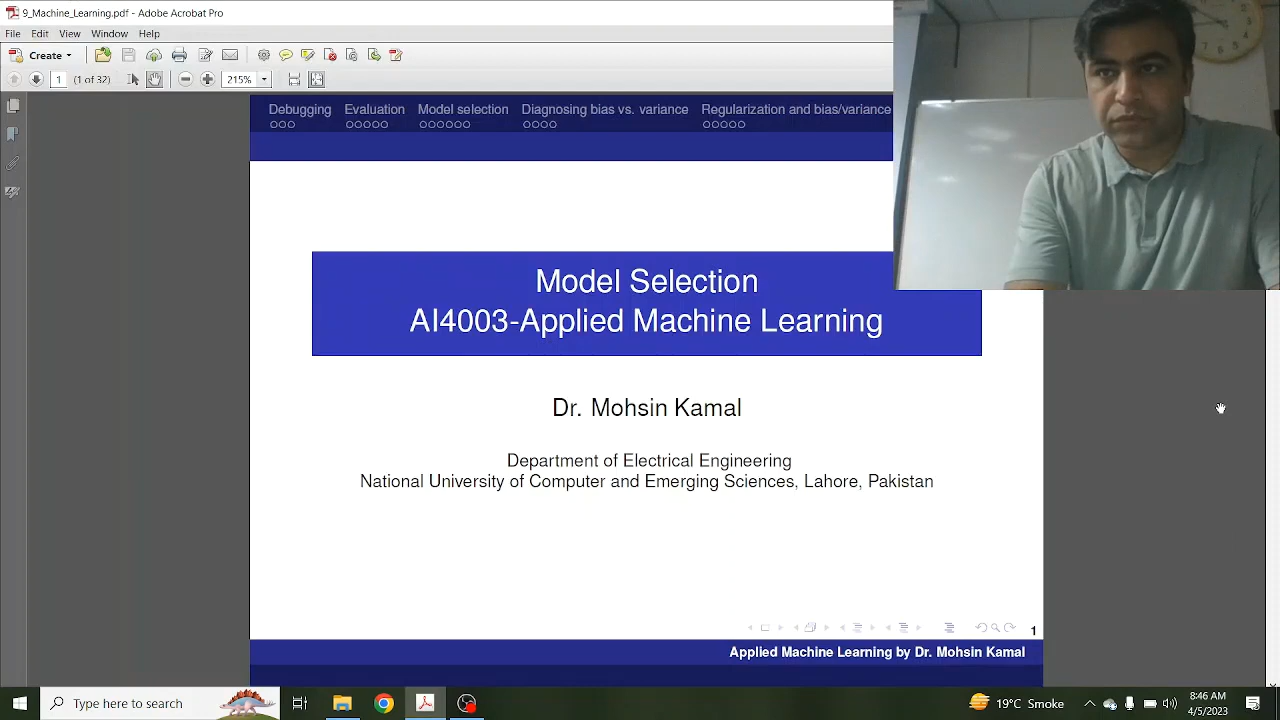 9_Machine_Learning.pdf - Adobe Acrobat Pro
File Edit View Window Help
Create
1 (1 of 32) 215%
Debugging Evaluation Model selection Diagnosing bias vs. variance Regularization and bias/variance
Model Selection
AI4003-Applied Machine Learning
Dr. Mohsin Kamal
Department of Electrical Engineering
National University of Computer and Emerging Sciences, Lahore, Pakistan
1
Applied Machine Learning by Dr. Mohsin Kamal
Type here to search
19°C Smoke
8:46 AM
4/5/2023